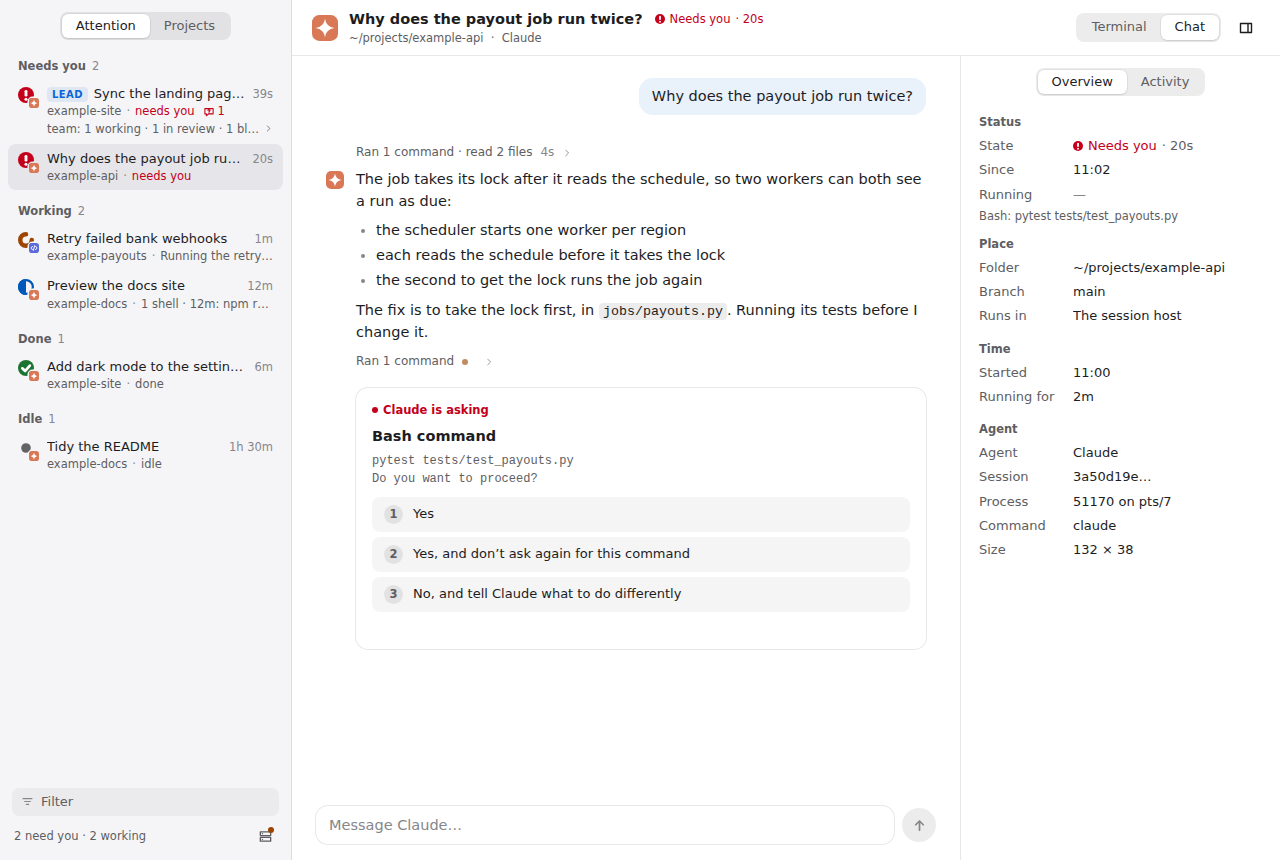 Attention Projects
Needs you 2
LEAD Sync the landing pag… 39s
example-site · needs you 1
team: 1 working · 1 in review · 1 bl…
Why does the payout job ru… 20s
example-api · needs you
Working 2
Retry failed bank webhooks 1m
example-payouts · Running the retry…
Preview the docs site 12m
example-docs · 1 shell · 12m: npm r…
Done 1
Add dark mode to the settin… 6m
example-site · done
Idle 1
Tidy the README 1h 30m
example-docs · idle
Filter
2 need you · 2 working
Why does the payout job run twice? Needs you · 20s
~/projects/example-api · Claude
Terminal Chat
Why does the payout job run twice?
Ran 1 command · read 2 files 4s
The job takes its lock after it reads the schedule, so two workers can both see
a run as due:
• the scheduler starts one worker per region
• each reads the schedule before it takes the lock
• the second to get the lock runs the job again
The fix is to take the lock first, in jobs/payouts.py. Running its tests before I
change it.
Ran 1 command
Claude is asking
Bash command
pytest tests/test_payouts.py
Do you want to proceed?
1 Yes
2 Yes, and don’t ask again for this command
3 No, and tell Claude what to do differently
Message Claude…
Overview Activity
Status
State Needs you · 20s
Since 11:02
Running —
Bash: pytest tests/test_payouts.py
Place
Folder ~/projects/example-api
Branch main
Runs in The session host
Time
Started 11:00
Running for 2m
Agent
Agent Claude
Session 3a50d19e…
Process 51170 on pts/7
Command claude
Size 132 × 38